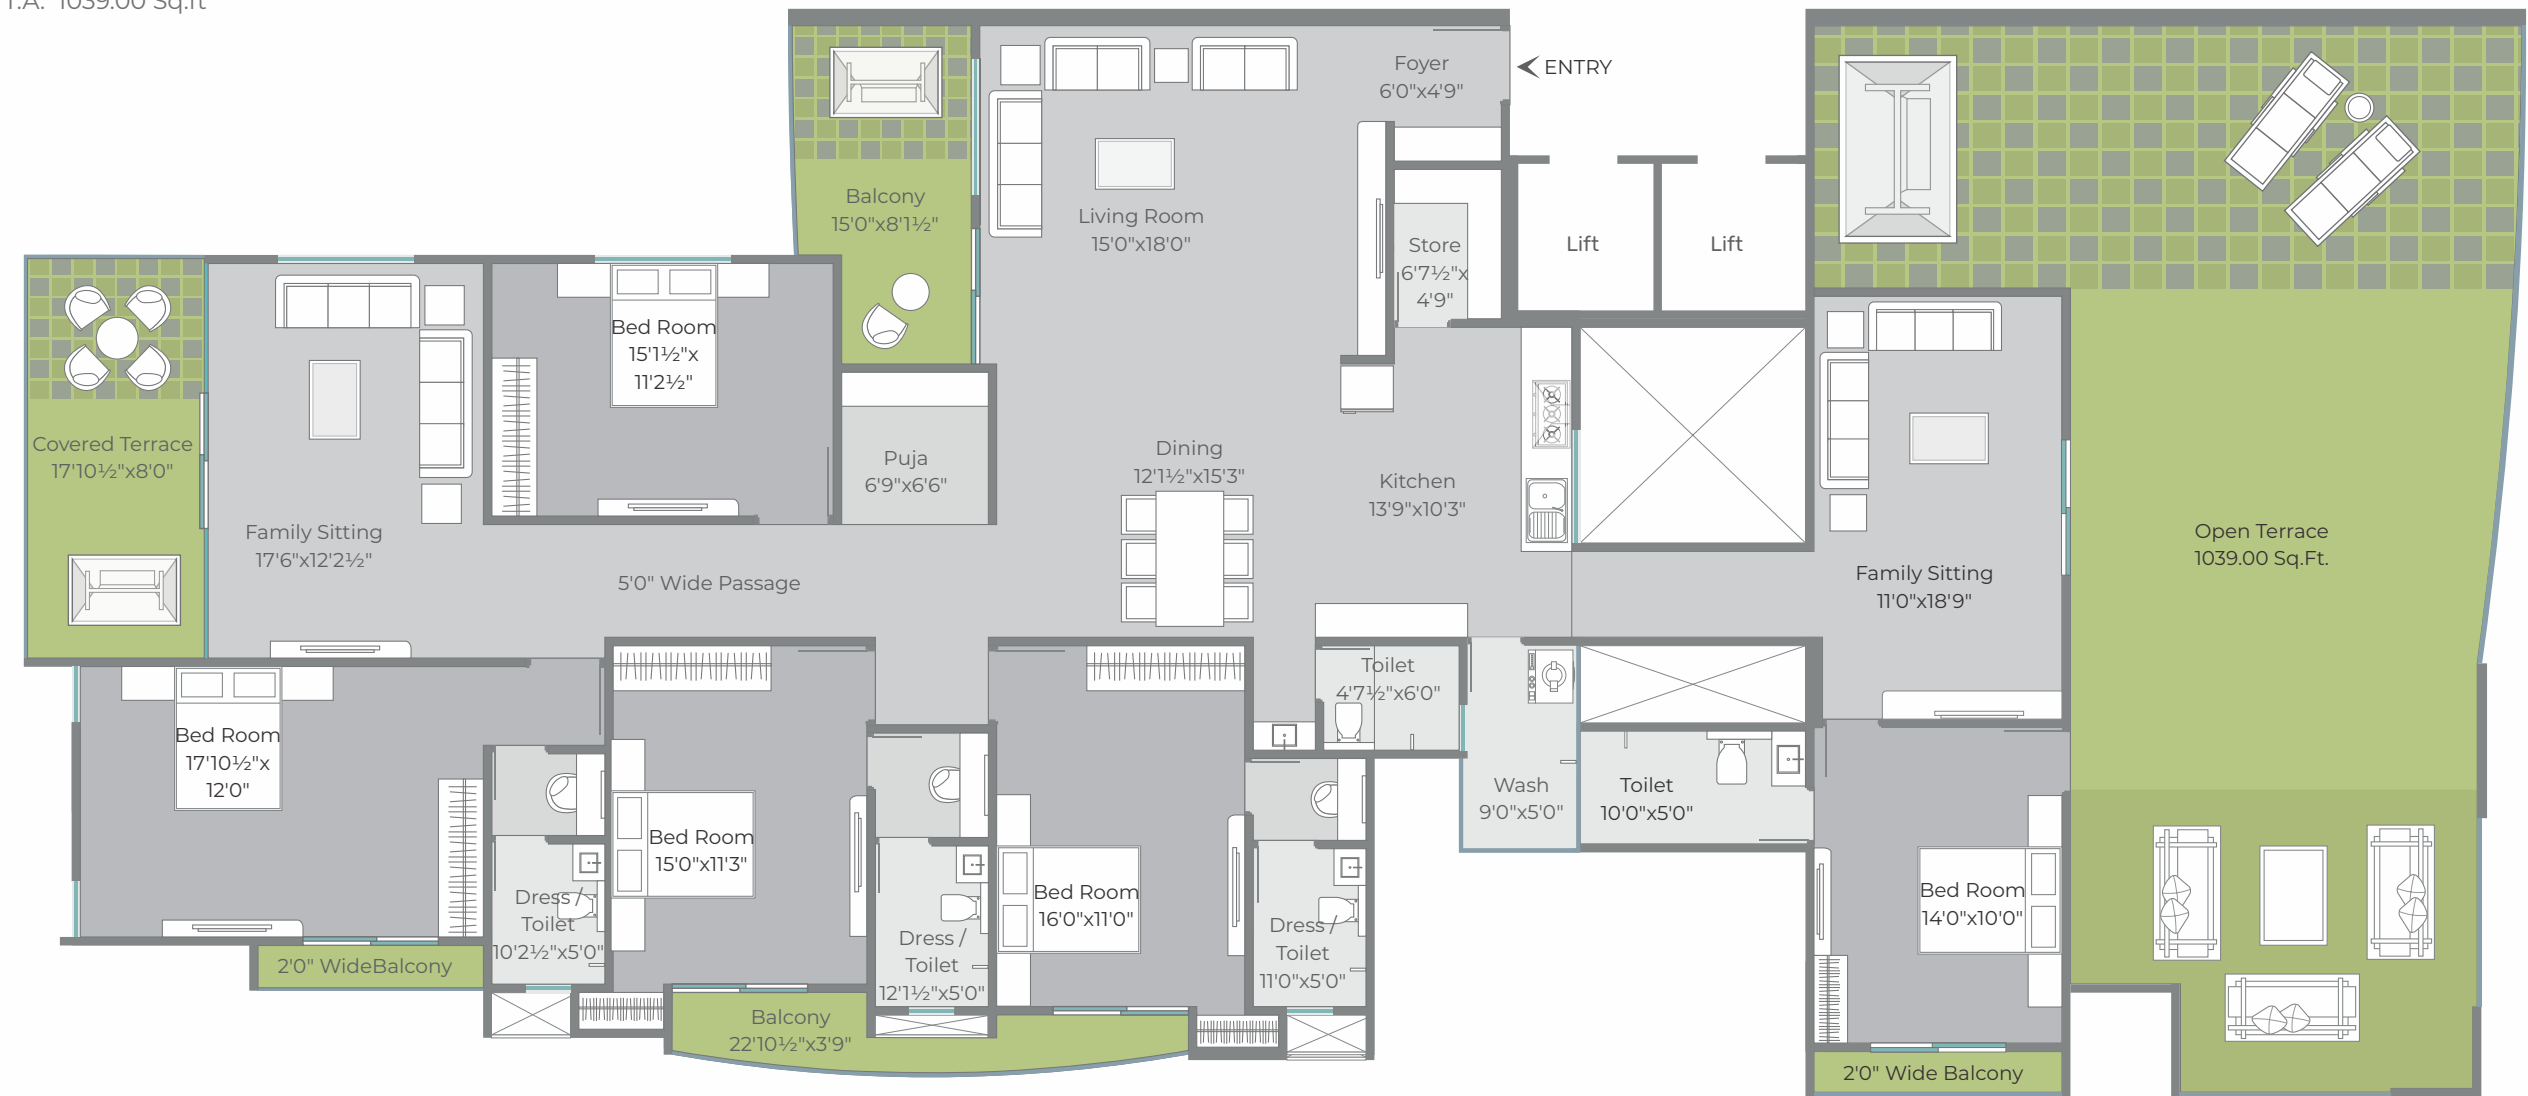 T.A. 1039.00 Sq.ft
Foyer
6'0"x4'9"
ENTRY
Balcony
15'0"x8'1½"
Living Room
15'0"x18'0"
Store
6'7½"x
4'9"
Lift
Lift
Bed Room
15'1½"x
11'2½"
Covered Terrace
17'10½"x8'0"
Family Sitting
17'6"x12'2½"
Puja
6'9"x6'6"
Dining
12'1½"x15'3"
Kitchen
13'9"x10'3"
5'0" Wide Passage
Family Sitting
11'0"x18'9"
Open Terrace
1039.00 Sq.Ft.
Bed Room
17'10½"x
12'0"
Bed Room
15'0"x11'3"
Bed Room
16'0"x11'0"
Toilet
4'7½"x6'0"
Wash
9'0"x5'0"
Toilet
10'0"x5'0"
Bed Room
14'0"x10'0"
Dress /
Toilet
10'2½"x5'0"
Dress /
Toilet
12'1½"x5'0"
Dress /
Toilet
11'0"x5'0"
2'0" WideBalcony
Balcony
22'10½"x3'9"
2'0" Wide Balcony